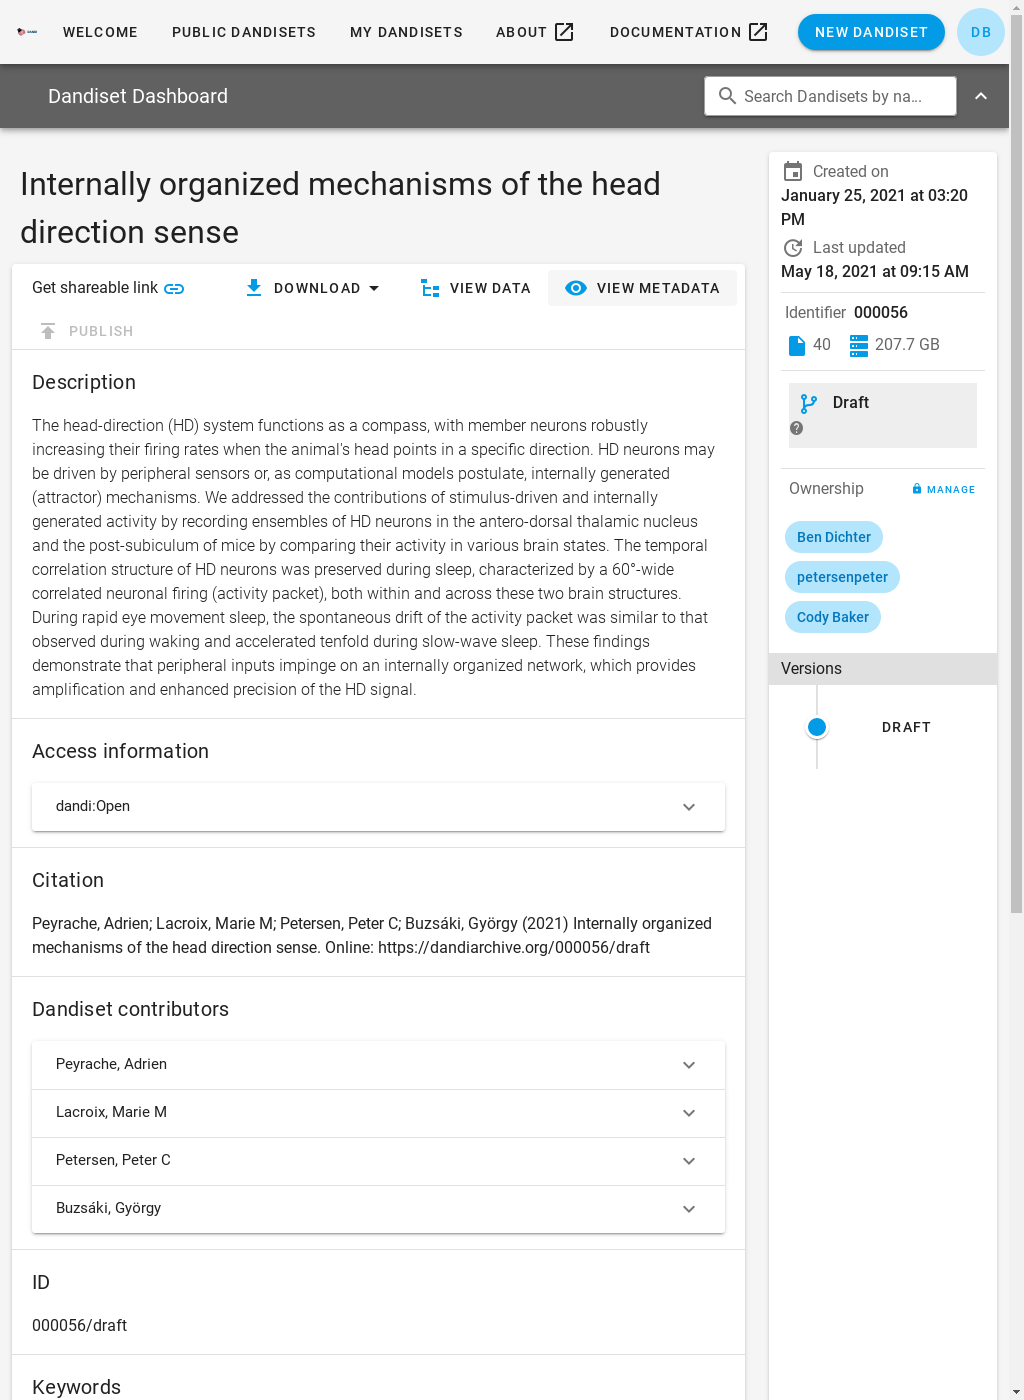 WELCOME PUBLIC DANDISETS MY DANDISETS ABOUT DOCUMENTATION NEW DANDISET DB
Dandiset Dashboard Search Dandisets by na...
Internally organized mechanisms of the head
direction sense
Get shareable link DOWNLOAD VIEW DATA VIEW METADATA
PUBLISH
Description
The head-direction (HD) system functions as a compass, with member neurons robustly
increasing their firing rates when the animal's head points in a specific direction. HD neurons may
be driven by peripheral sensors or, as computational models postulate, internally generated
(attractor) mechanisms. We addressed the contributions of stimulus-driven and internally
generated activity by recording ensembles of HD neurons in the antero-dorsal thalamic nucleus
and the post-subiculum of mice by comparing their activity in various brain states. The temporal
correlation structure of HD neurons was preserved during sleep, characterized by a 60°-wide
correlated neuronal firing (activity packet), both within and across these two brain structures.
During rapid eye movement sleep, the spontaneous drift of the activity packet was similar to that
observed during waking and accelerated tenfold during slow-wave sleep. These findings
demonstrate that peripheral inputs impinge on an internally organized network, which provides
amplification and enhanced precision of the HD signal.
Access information
dandi:Open
Citation
Peyrache, Adrien; Lacroix, Marie M; Petersen, Peter C; Buzsáki, György (2021) Internally organized
mechanisms of the head direction sense. Online: https://dandiarchive.org/000056/draft
Dandiset contributors
Peyrache, Adrien
Lacroix, Marie M
Petersen, Peter C
Buzsáki, György
ID
000056/draft
Keywords
Created on
January 25, 2021 at 03:20
PM
Last updated
May 18, 2021 at 09:15 AM
Identifier 000056
40 207.7 GB
Draft
Ownership MANAGE
Ben Dichter
petersenpeter
Cody Baker
Versions
DRAFT